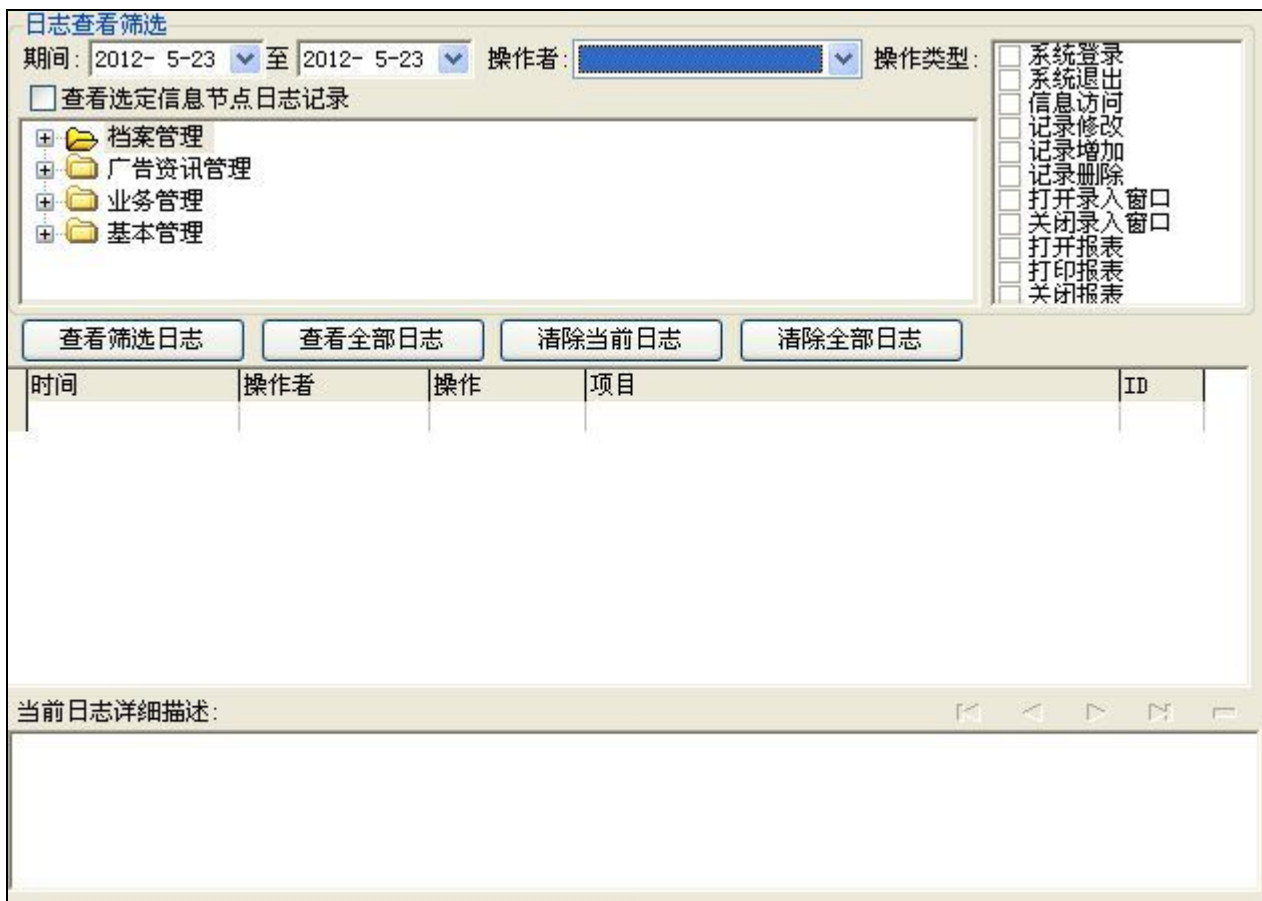 日志查看筛选
期间: 2012- 5-23 至 2012- 5-23 操作者: 操作类型:
系统登录
系统退出
信息访问
记录修改
记录增加
记录删除
打开录入窗口
关闭录入窗口
打开报表
打印报表
关闭报表
查看选定信息节点日志记录
档案管理
广告资讯管理
业务管理
基本管理
查看筛选日志 查看全部日志 清除当前日志 清除全部日志
时间 操作者 操作 项目 ID
当前日志详细描述: